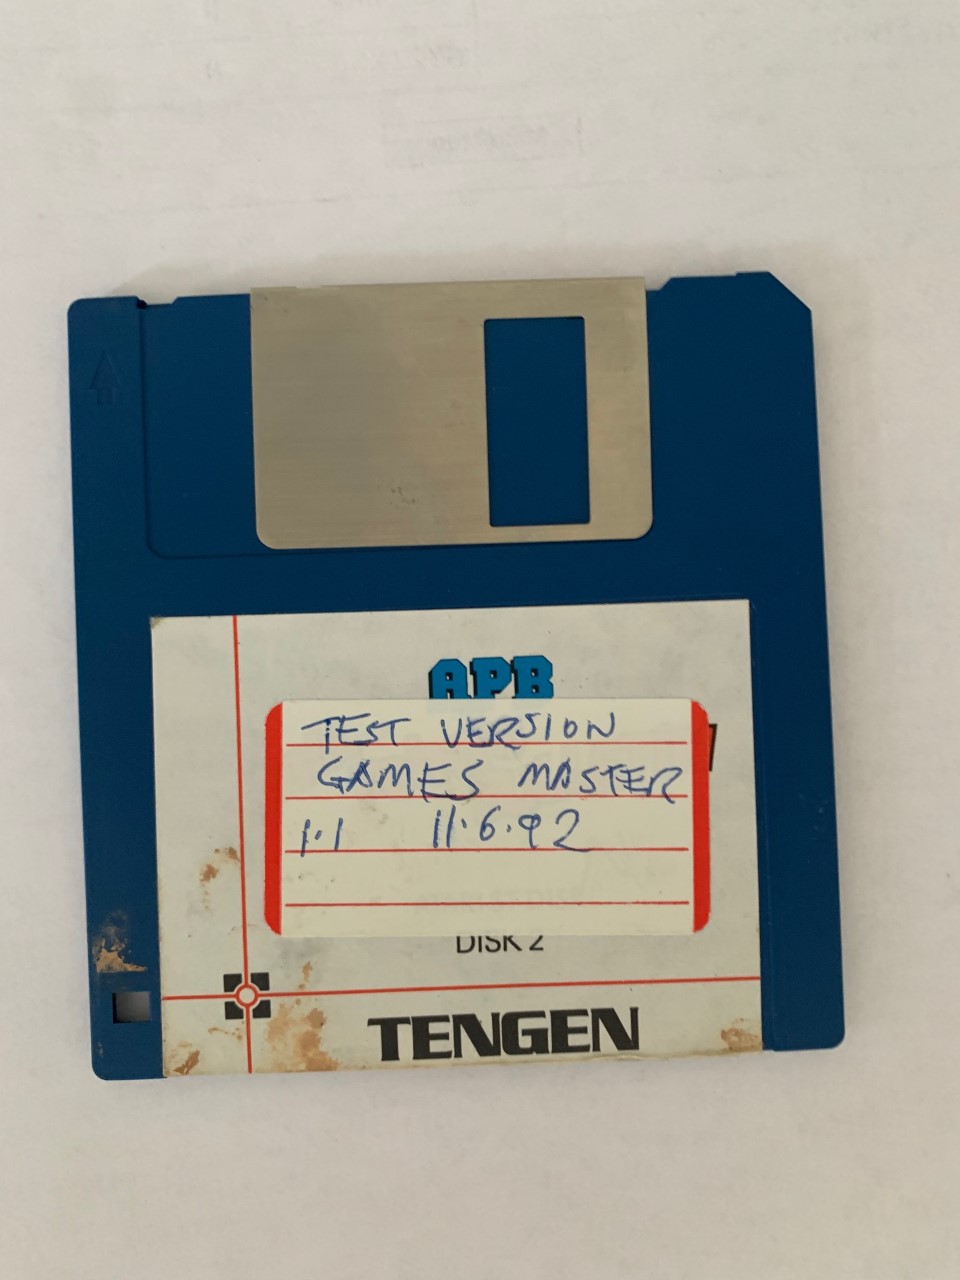 APB
TEST VERSION
GAMES MASTER
1.1 11.6.92
DISK 2
TENGEN